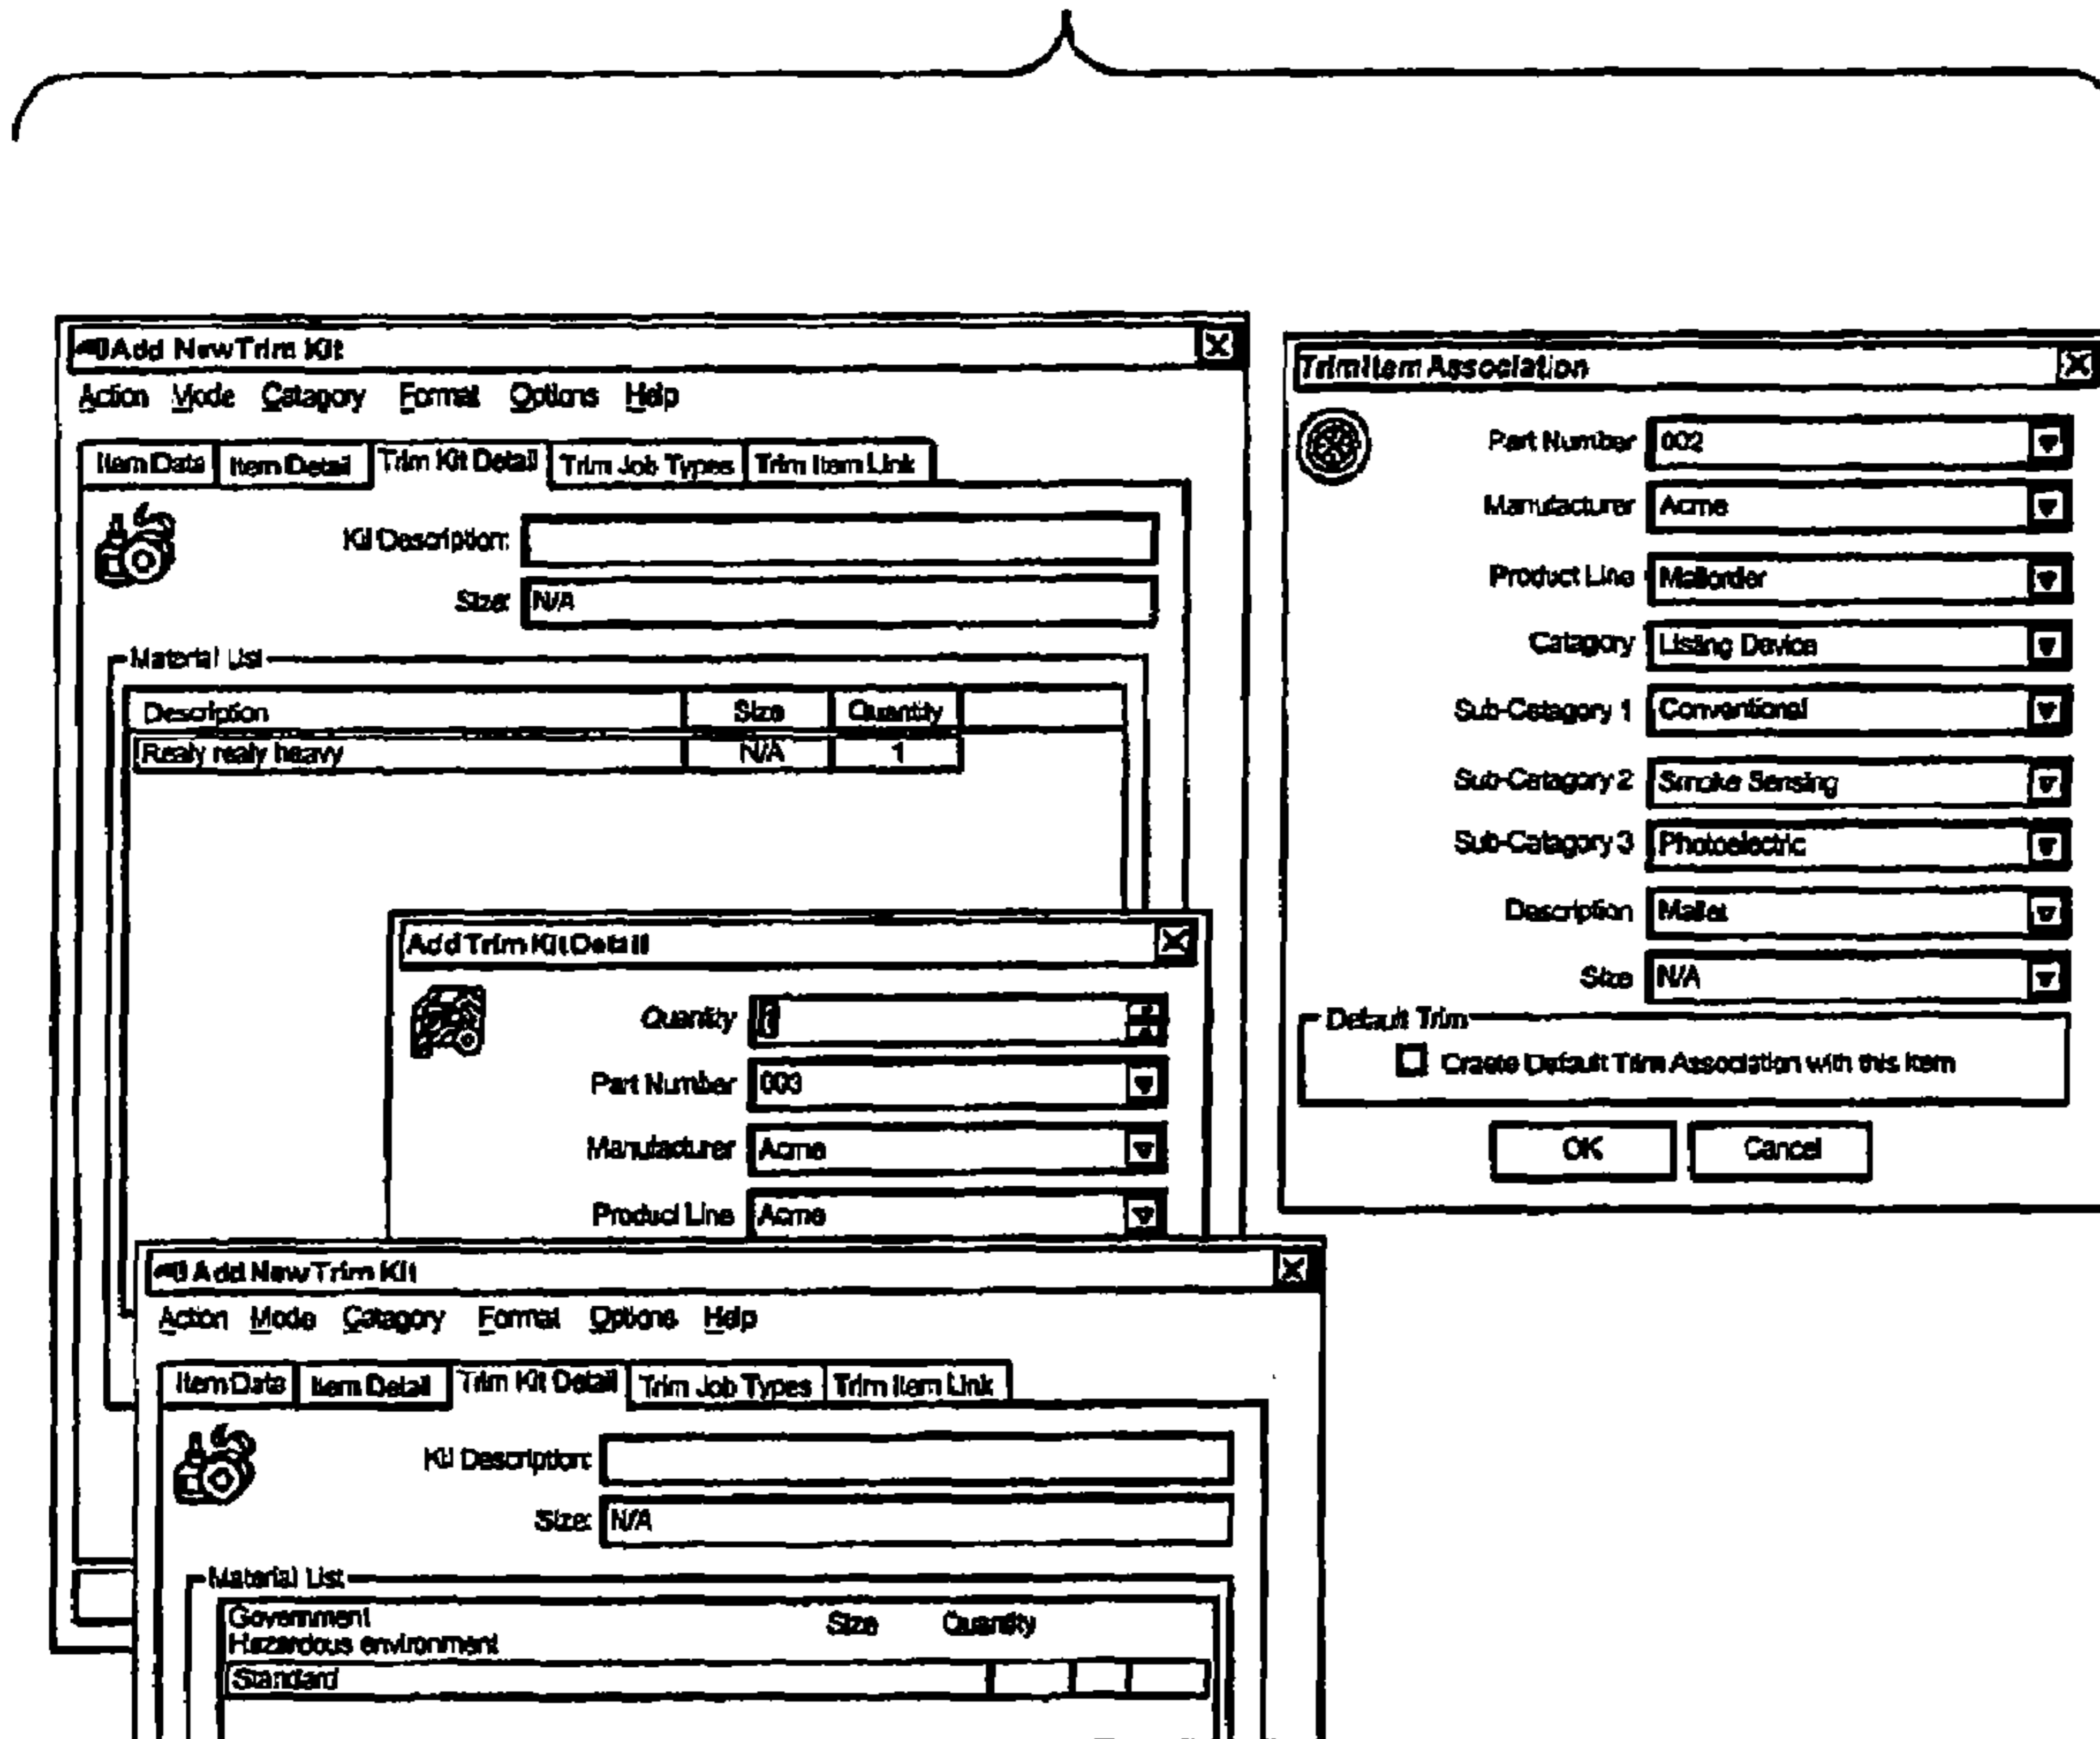 Add New Trim Kit
Action Mode Catagory Format Options Help
Item Data Item Detail Trim Kit Detail Trim Job Types Trim Item Link
Kit Description:
Size: N/A
Material List
Description Size Quantity
Realy realy heavy N/A 1
Add Trim Kit Detail
Quantity
Part Number 003
Manufacturer Acme
Product Line Acme
Add New Trim Kit
Action Mode Catagory Format Options Help
Item Data Item Detail Trim Kit Detail Trim Job Types Trim Item Link
Kit Description:
Size: N/A
Material List
Government Size Quantity
Hazardous environment
Standard
Trim Item Association
Part Number 002
Manufacturer Acme
Product Line Mallorder
Catagory Listing Device
Sub-Catagory 1 Conventional
Sub-Catagory 2 Smoke Sensing
Sub-Catagory 3 Photoelectric
Description Mallet
Size N/A
Default Trim
Create Default Trim Association with this item
OK Cancel